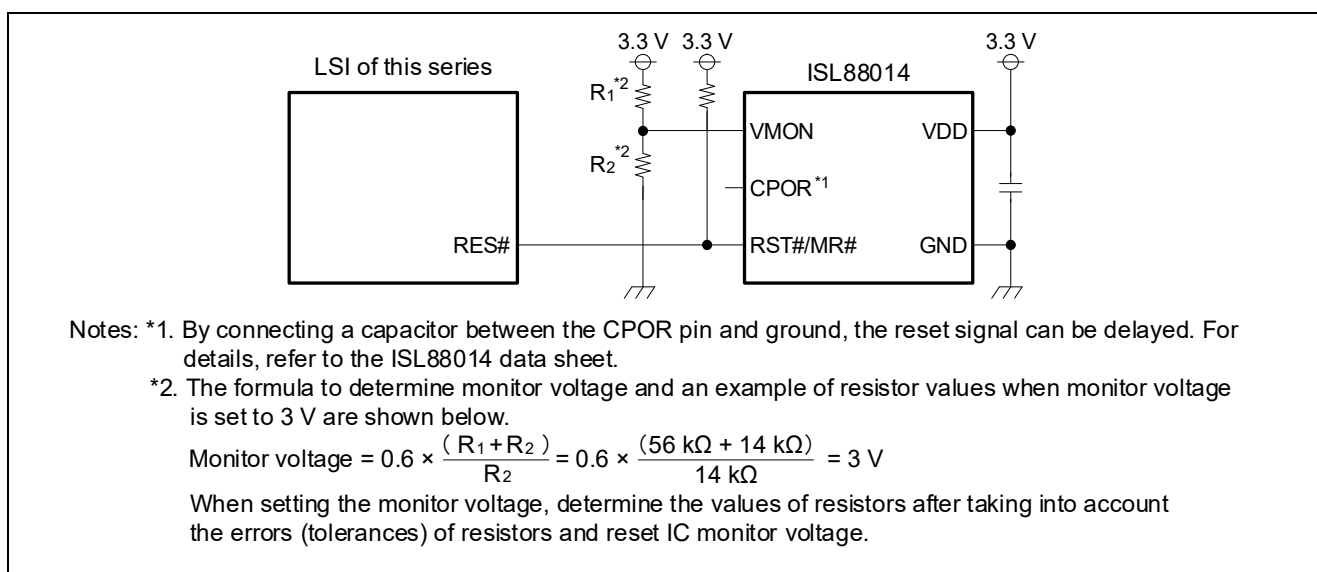 3.3 V 3.3 V 3.3 V
LSI of this series
ISL88014
R1*2
VMON VDD
R2*2
CPOR*1
RES# RST#/MR# GND
Notes: *1. By connecting a capacitor between the CPOR pin and ground, the reset signal can be delayed. For
details, refer to the ISL88014 data sheet.
*2. The formula to determine monitor voltage and an example of resistor values when monitor voltage
is set to 3 V are shown below.
Monitor voltage = 0.6 × (R1+R2) / R2 = 0.6 × (56 kΩ + 14 kΩ) / 14 kΩ = 3 V
When setting the monitor voltage, determine the values of resistors after taking into account
the errors (tolerances) of resistors and reset IC monitor voltage.